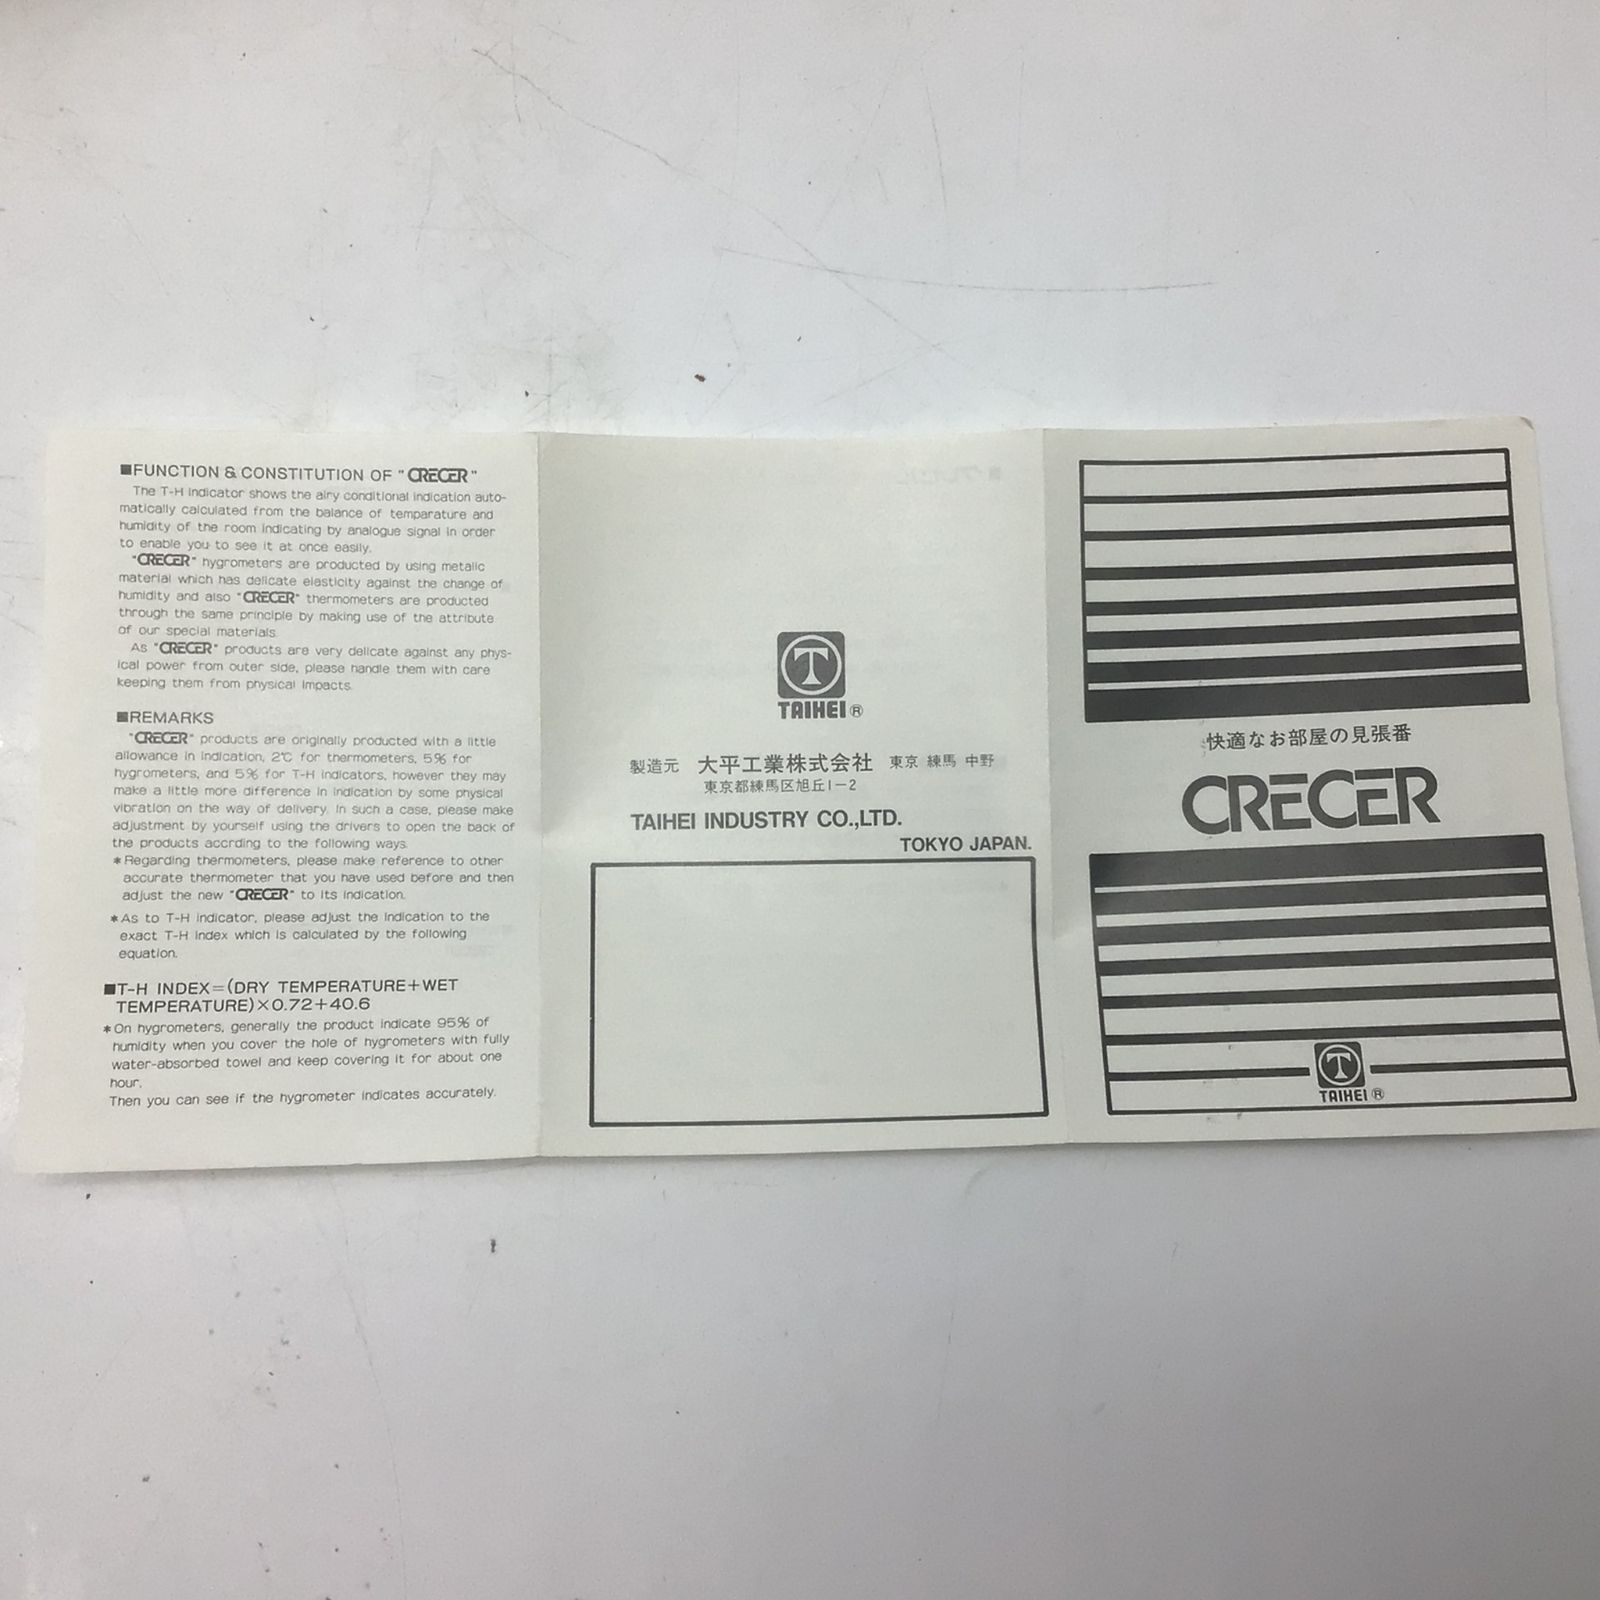 ■FUNCTION & CONSTITUTION OF "CRECER"
The T-H indicator shows the airy conditional indication auto-
matically calculated from the balance of temparature and
humidity of the room indicating by analogue signal in order
to enable you to see it at once easily.
"CRECER" hygrometers are producted by using metalic
material which has delicate elasticity against the change of
humidity and also "CRECER" thermometers are producted
through the same principle by making use of the attribute
of our special materials.
As "CRECER" products are very delicate against any phys-
ical power from outer side, please handle them with care
keeping them from physical impacts.
■REMARKS
"CRECER" products are originally producted with a little
allowance in indication, 2℃ for thermometers, 5% for
hygrometers, and 5% for T-H indicators, however they may
make a little more difference in indication by some physical
vibration on the way of delivery. In such a case, please make
adjustment by yourself using the drivers to open the back of
the products accrding to the following ways.
*Regarding thermometers, please make reference to other
accurate thermometer that you have used before and then
adjust the new "CRECER" to its indication.
*As to T-H indicator, please adjust the indication to the
exact T-H index which is calculated by the following
equation.
■T-H INDEX=(DRY TEMPERATURE+WET
TEMPERATURE)×0.72+40.6
*On hygrometers, generally the product indicate 95% of
humidity when you cover the hole of hygrometers with fully
water-absorbed towel and keep covering it for about one
hour.
Then you can see if the hygrometer indicates accurately.
T
TAIHEI®
製造元 大平工業株式会社 東京 練馬 中野
東京都練馬区旭丘1-2
TAIHEI INDUSTRY CO.,LTD.
TOKYO JAPAN.
快適なお部屋の見張番
CRECER
T
TAIHEI®